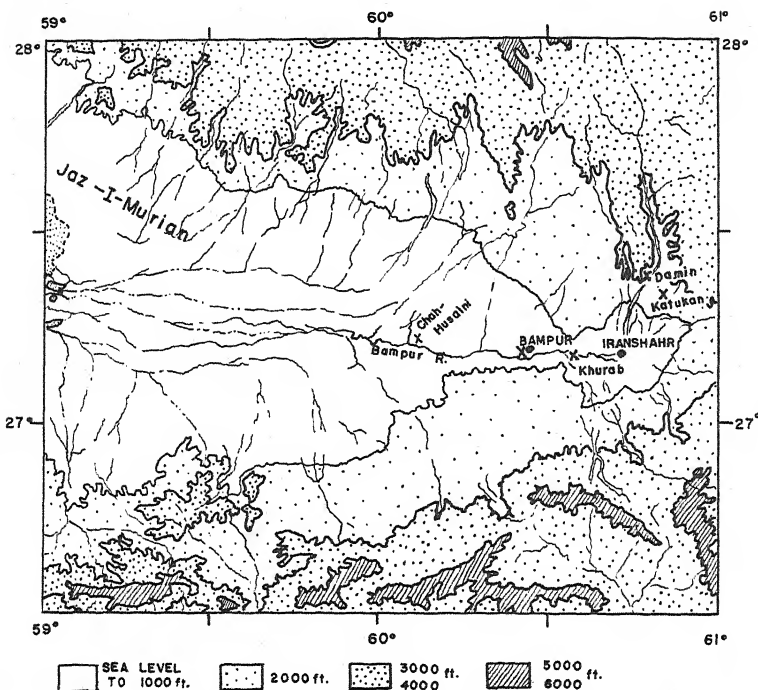 59°
60°
61°
28°
28°
Jaz-I-Murian
Damin
Katukan
Chah-
Husaini
BAMPUR
IRANSHAHR
Bampur R.
Khurab
27°
27°
59°
60°
61°
SEA LEVEL
TO 1000 ft.
2000 ft.
3000 ft.
4000
5000 ft.
6000